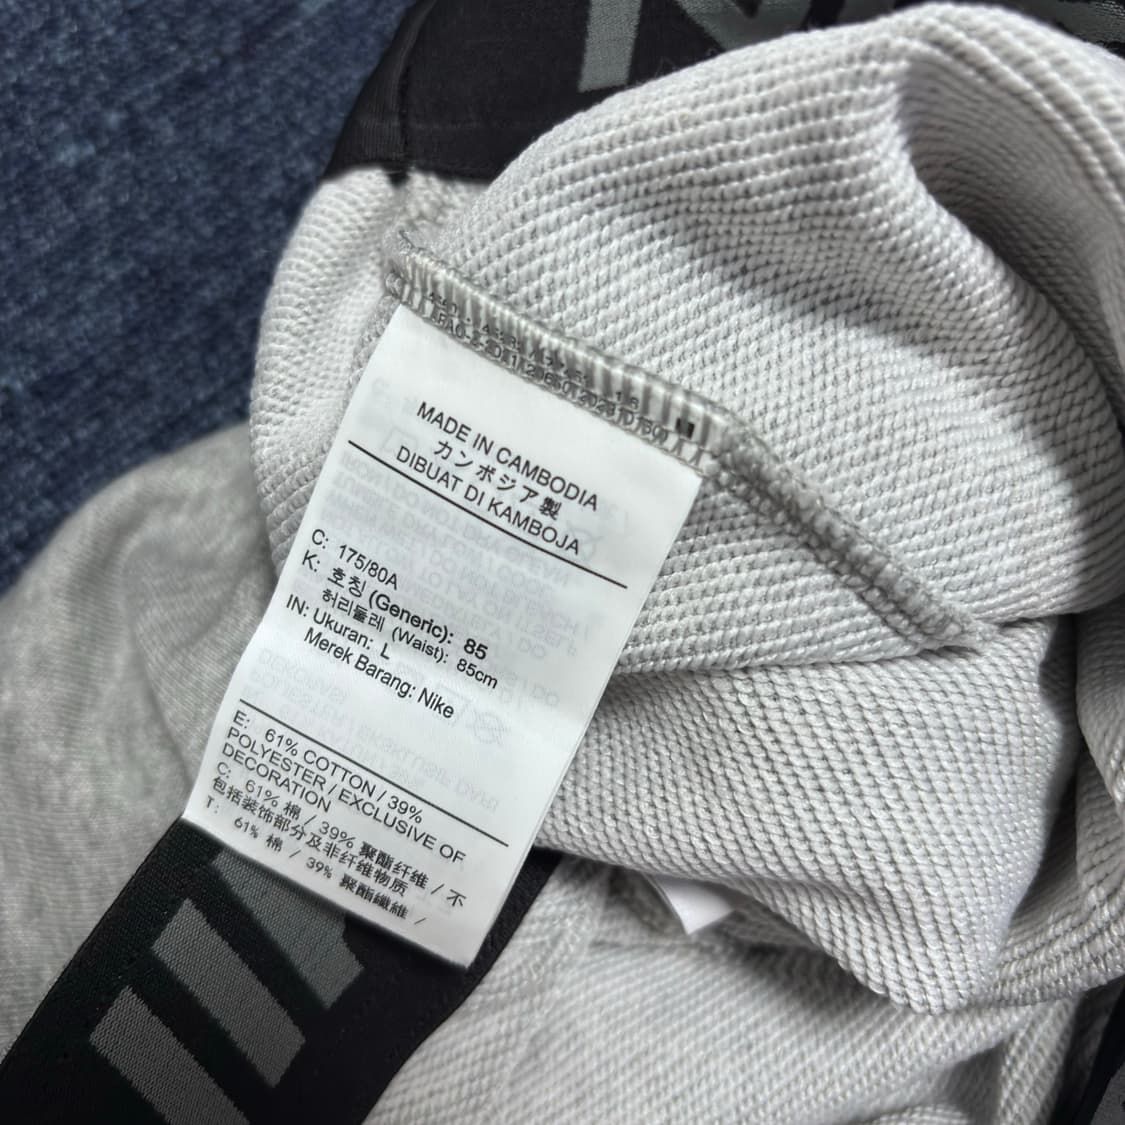 MADE IN CAMBODIA
カンボジア製
DIBUAT DI KAMBOJA
C: 175/80A
K: 호칭 (Generic): 85
허리둘레 (Waist): 85cm
IN: Ukuran: L
Merek Barang: Nike
E: 61% COTTON / 39%
POLYESTER / EXCLUSIVE OF
DECORATION
C: 61% 棉 / 39% 聚酯纤维 / 不
包括装饰部分及非纤维物质
T: 61% 棉 / 39% 聚酯纖維 /